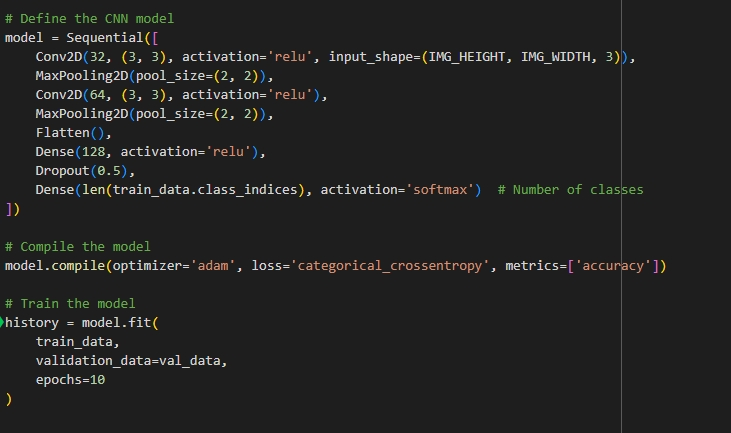 # Define the CNN model
model = Sequential([
    Conv2D(32, (3, 3), activation='relu', input_shape=(IMG_HEIGHT, IMG_WIDTH, 3)),
    MaxPooling2D(pool_size=(2, 2)),
    Conv2D(64, (3, 3), activation='relu'),
    MaxPooling2D(pool_size=(2, 2)),
    Flatten(),
    Dense(128, activation='relu'),
    Dropout(0.5),
    Dense(len(train_data.class_indices), activation='softmax')  # Number of classes
])
# Compile the model
model.compile(optimizer='adam', loss='categorical_crossentropy', metrics=['accuracy'])
# Train the model
history = model.fit(
    train_data,
    validation_data=val_data,
    epochs=10
)